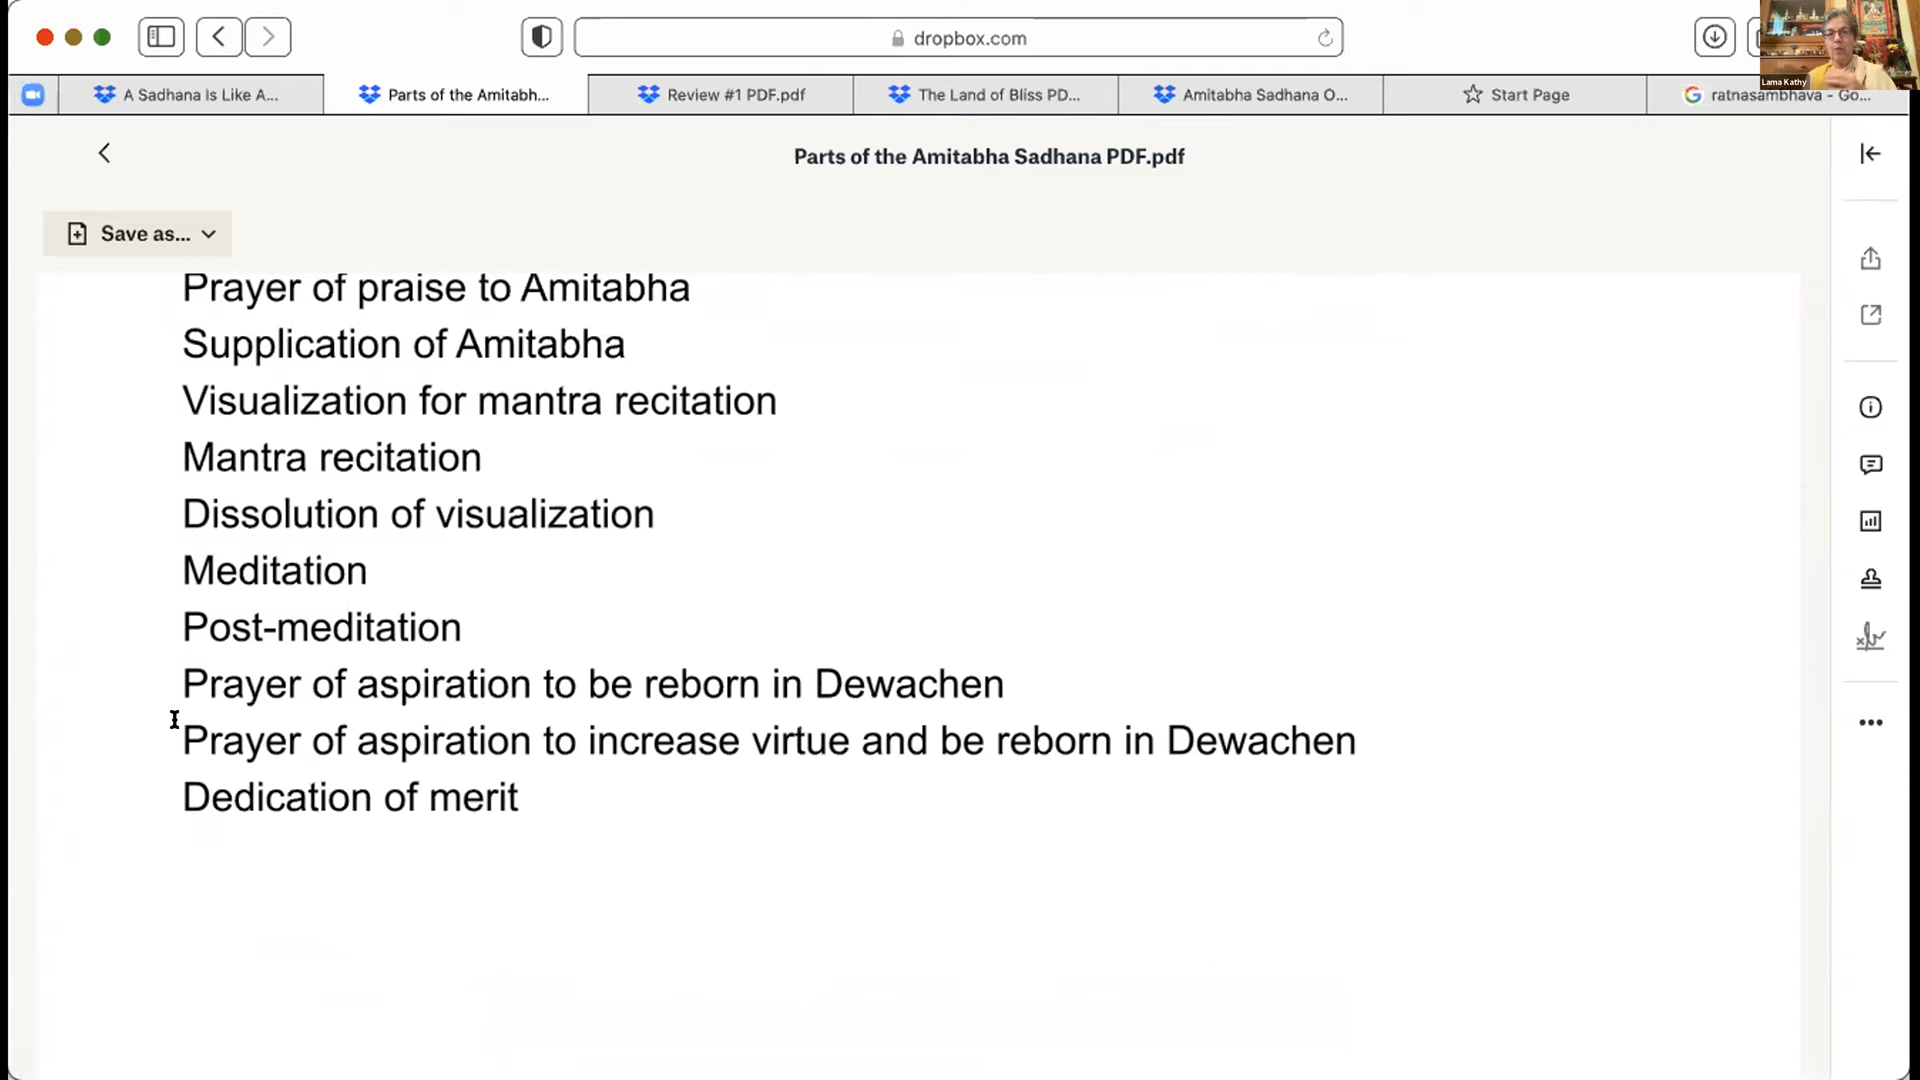 dropbox.com
Lama Kathy
A Sadhana Is Like A...
Parts of the Amitabh...
Review #1 PDF.pdf
The Land of Bliss PD...
Amitabha Sadhana O...
Start Page
ratnasambhava - Go...
Parts of the Amitabha Sadhana PDF.pdf
Save as...
Prayer of praise to Amitabha
Supplication of Amitabha
Visualization for mantra recitation
Mantra recitation
Dissolution of visualization
Meditation
Post-meditation
Prayer of aspiration to be reborn in Dewachen
Prayer of aspiration to increase virtue and be reborn in Dewachen
Dedication of merit